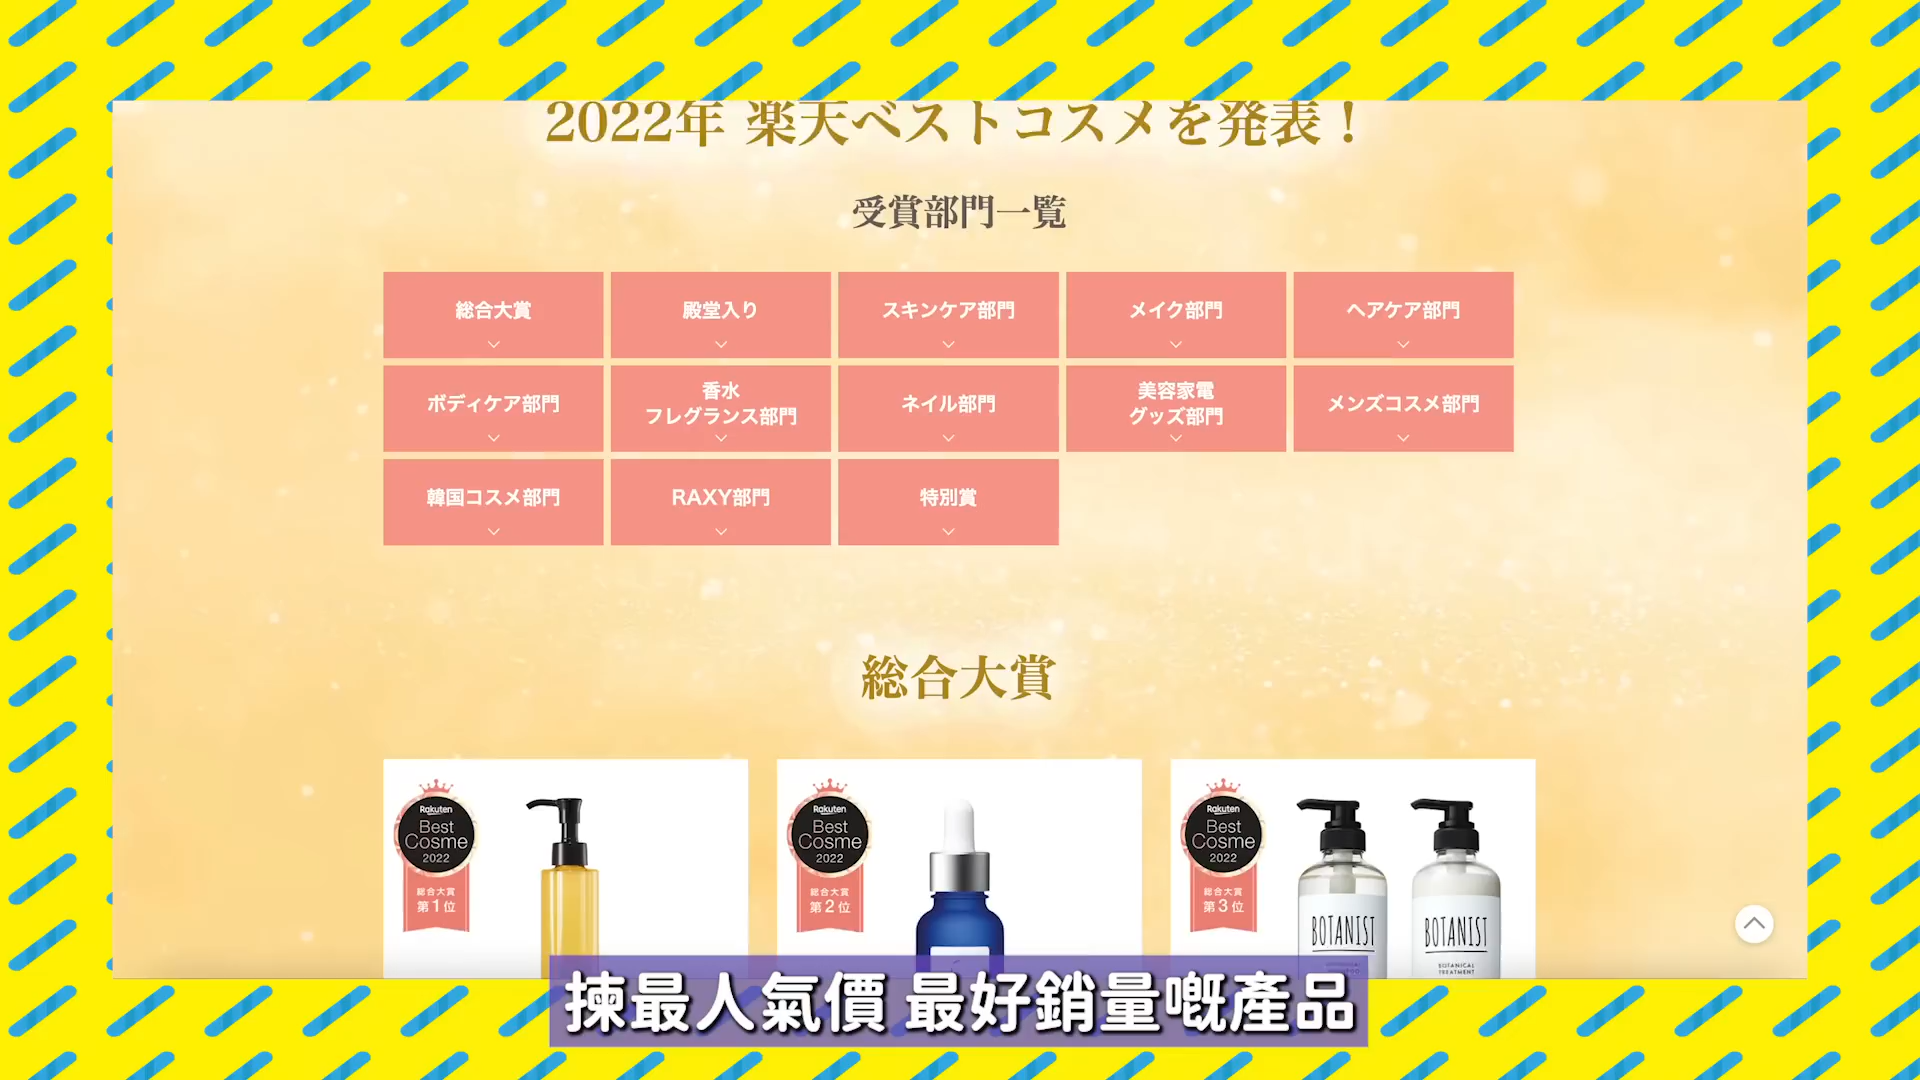 2022年 楽天ベストコスメを発表！
受賞部門一覧
総合大賞
殿堂入り
スキンケア部門
メイク部門
ヘアケア部門
ボディケア部門
香水
フレグランス部門
ネイル部門
美容家電
グッズ部門
メンズコスメ部門
韓国コスメ部門
RAXY部門
特別賞
総合大賞
Rakuten
Best
Cosme
2022
総合大賞
第1位
Rakuten
Best
Cosme
2022
総合大賞
第2位
Rakuten
Best
Cosme
2022
総合大賞
第3位
BOTANIST
BOTANIST
BOTANICAL
TREATMENT
揀最人氣價 最好銷量嘅產品